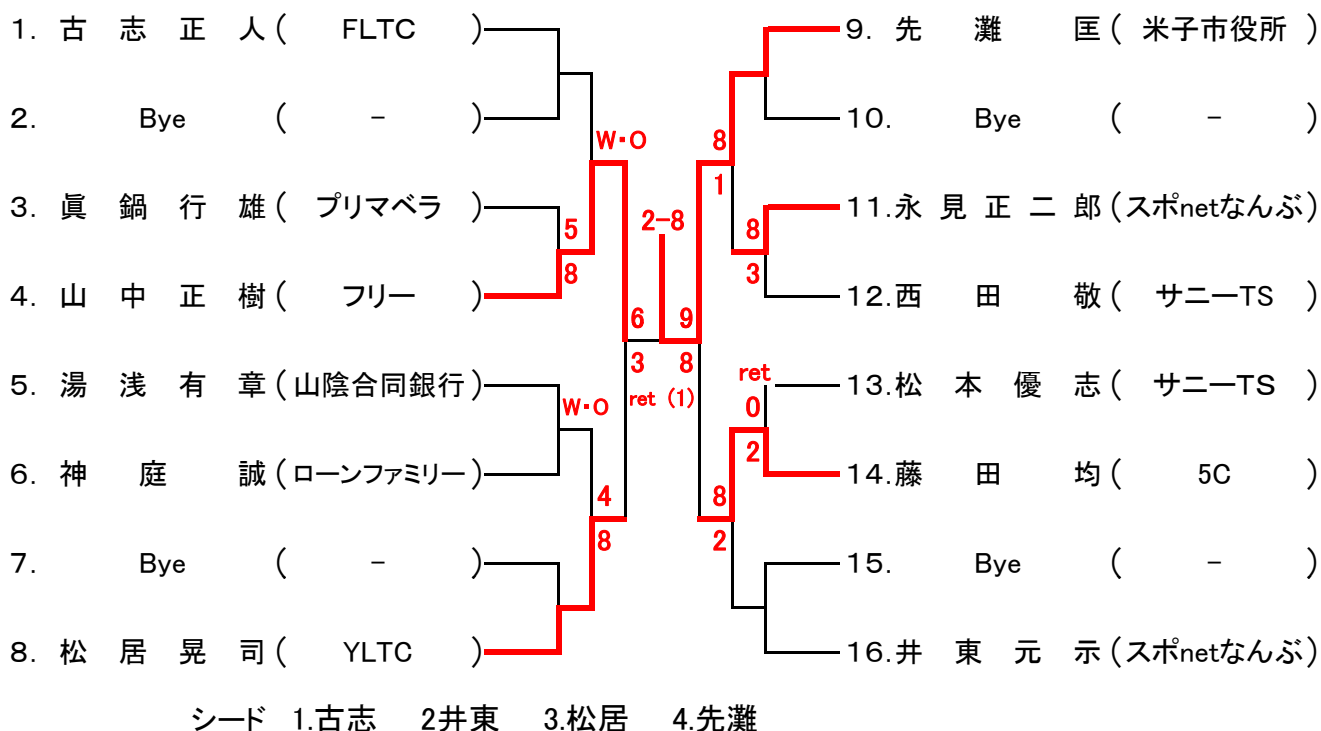 1. 古志正人 ( FLTC )
2. Bye ( - )
3. 眞鍋行雄 ( プリマベラ )
4. 山中正樹 ( フリー )
5. 湯浅有章 (山陰合同銀行)
6. 神庭誠 (ローンファミリー)
7. Bye ( - )
8. 松居晃司 ( YLTC )
W・O
5
8
6
3
ret (1)
W・O
4
8
2-8
9
8
8
1
8
3
ret
0
2
8
2
9. 先灘匡 ( 米子市役所 )
10. Bye ( - )
11. 永見正二郎 (スポnetなんぶ)
12. 西田敬 ( サニーTS )
13. 松本優志 ( サニーTS )
14. 藤田均 ( 5C )
15. Bye ( - )
16. 井東元示 (スポnetなんぶ)
シード 1.古志 2井東 3.松居 4.先灘